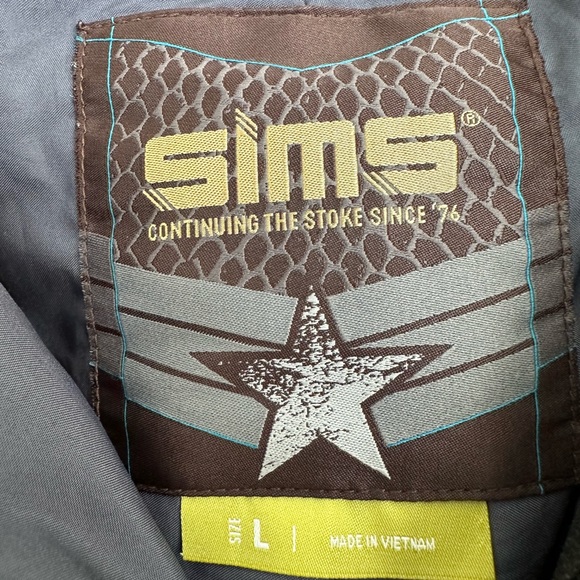 sims®
CONTINUING THE STOKE SINCE '76
SIZE L | MADE IN VIETNAM